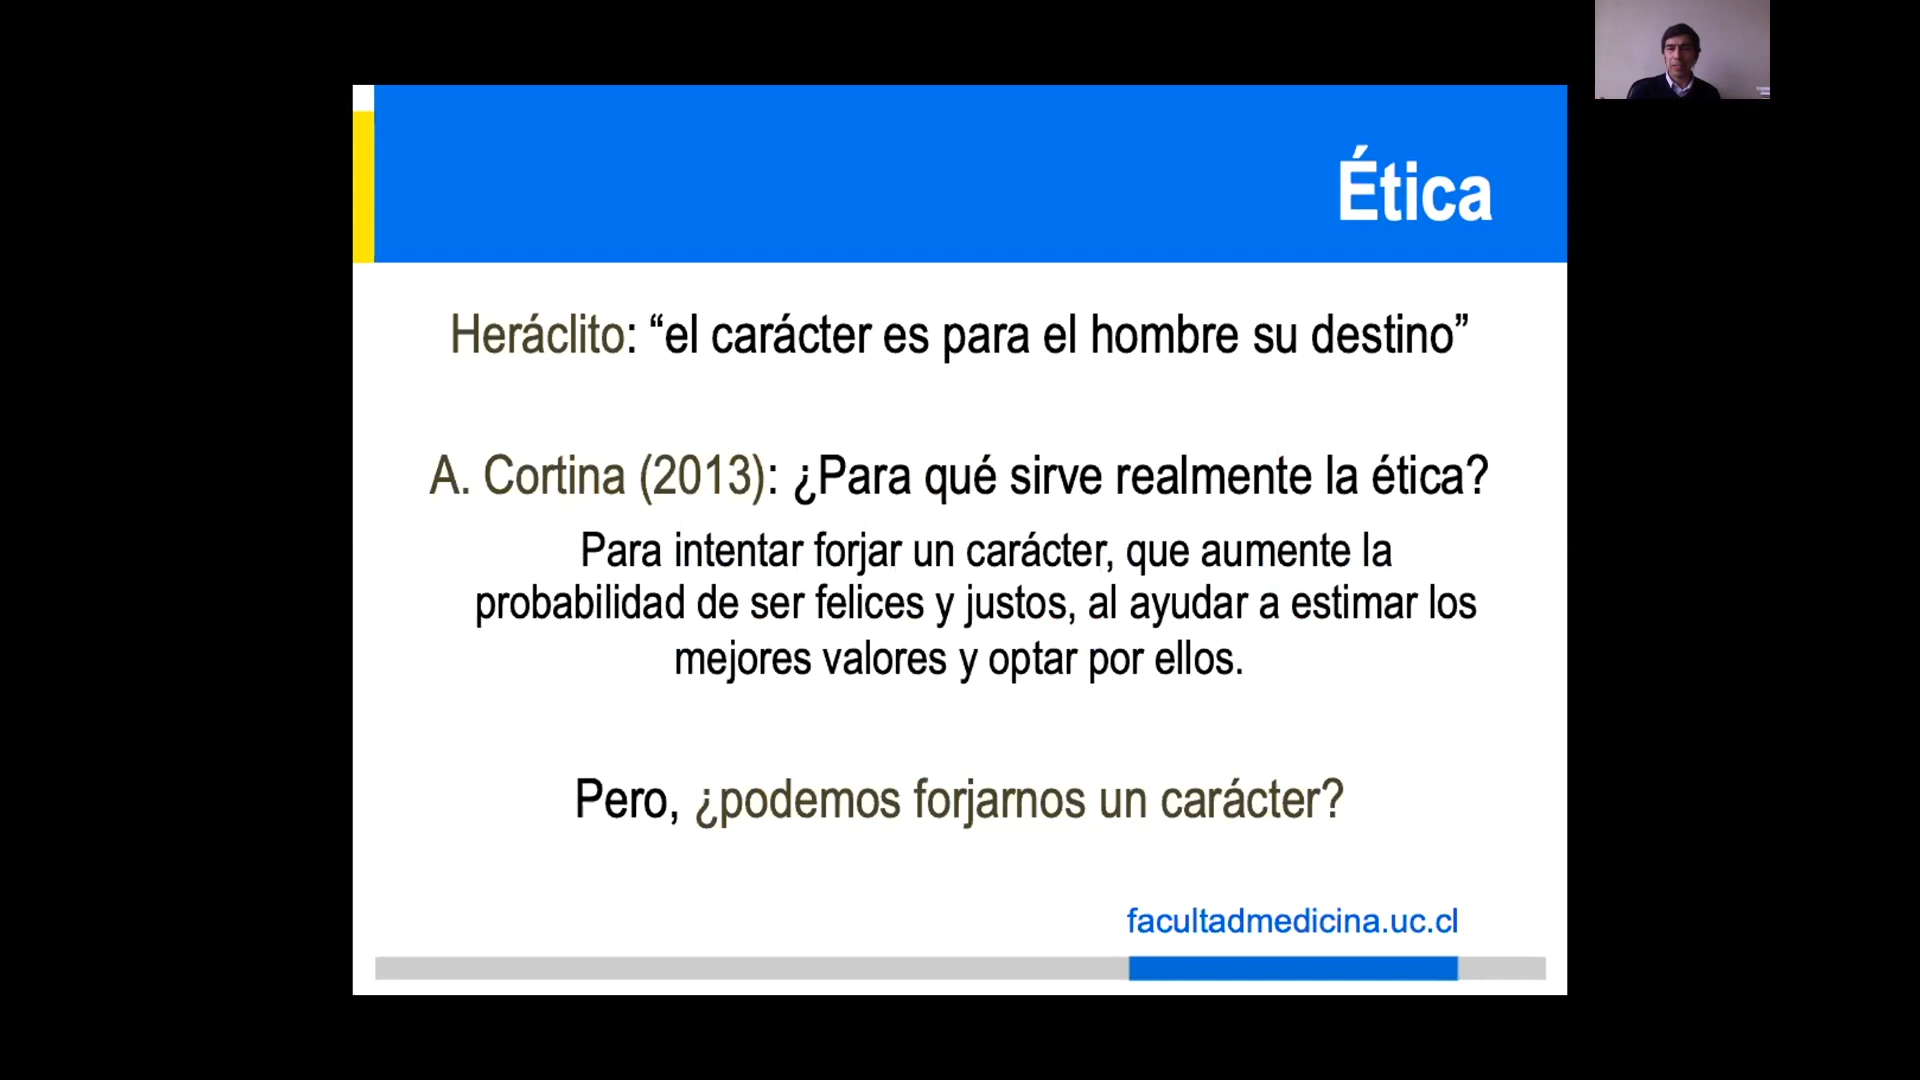 Ética
Heráclito: “el carácter es para el hombre su destino”
A. Cortina (2013): ¿Para qué sirve realmente la ética?
Para intentar forjar un carácter, que aumente la
probabilidad de ser felices y justos, al ayudar a estimar los
mejores valores y optar por ellos.
Pero, ¿podemos forjarnos un carácter?
facultadmedicina.uc.cl